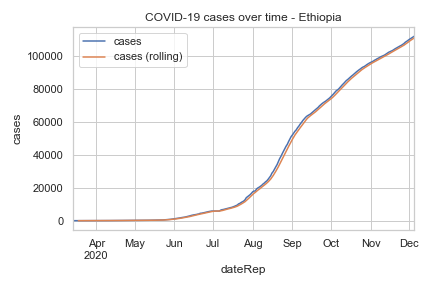 COVID-19 cases over time - Ethiopia
cases
cases (rolling)
100000
80000
60000
40000
20000
0
cases
Apr
2020
May
Jun
Jul
Aug
Sep
Oct
Nov
Dec
dateRep